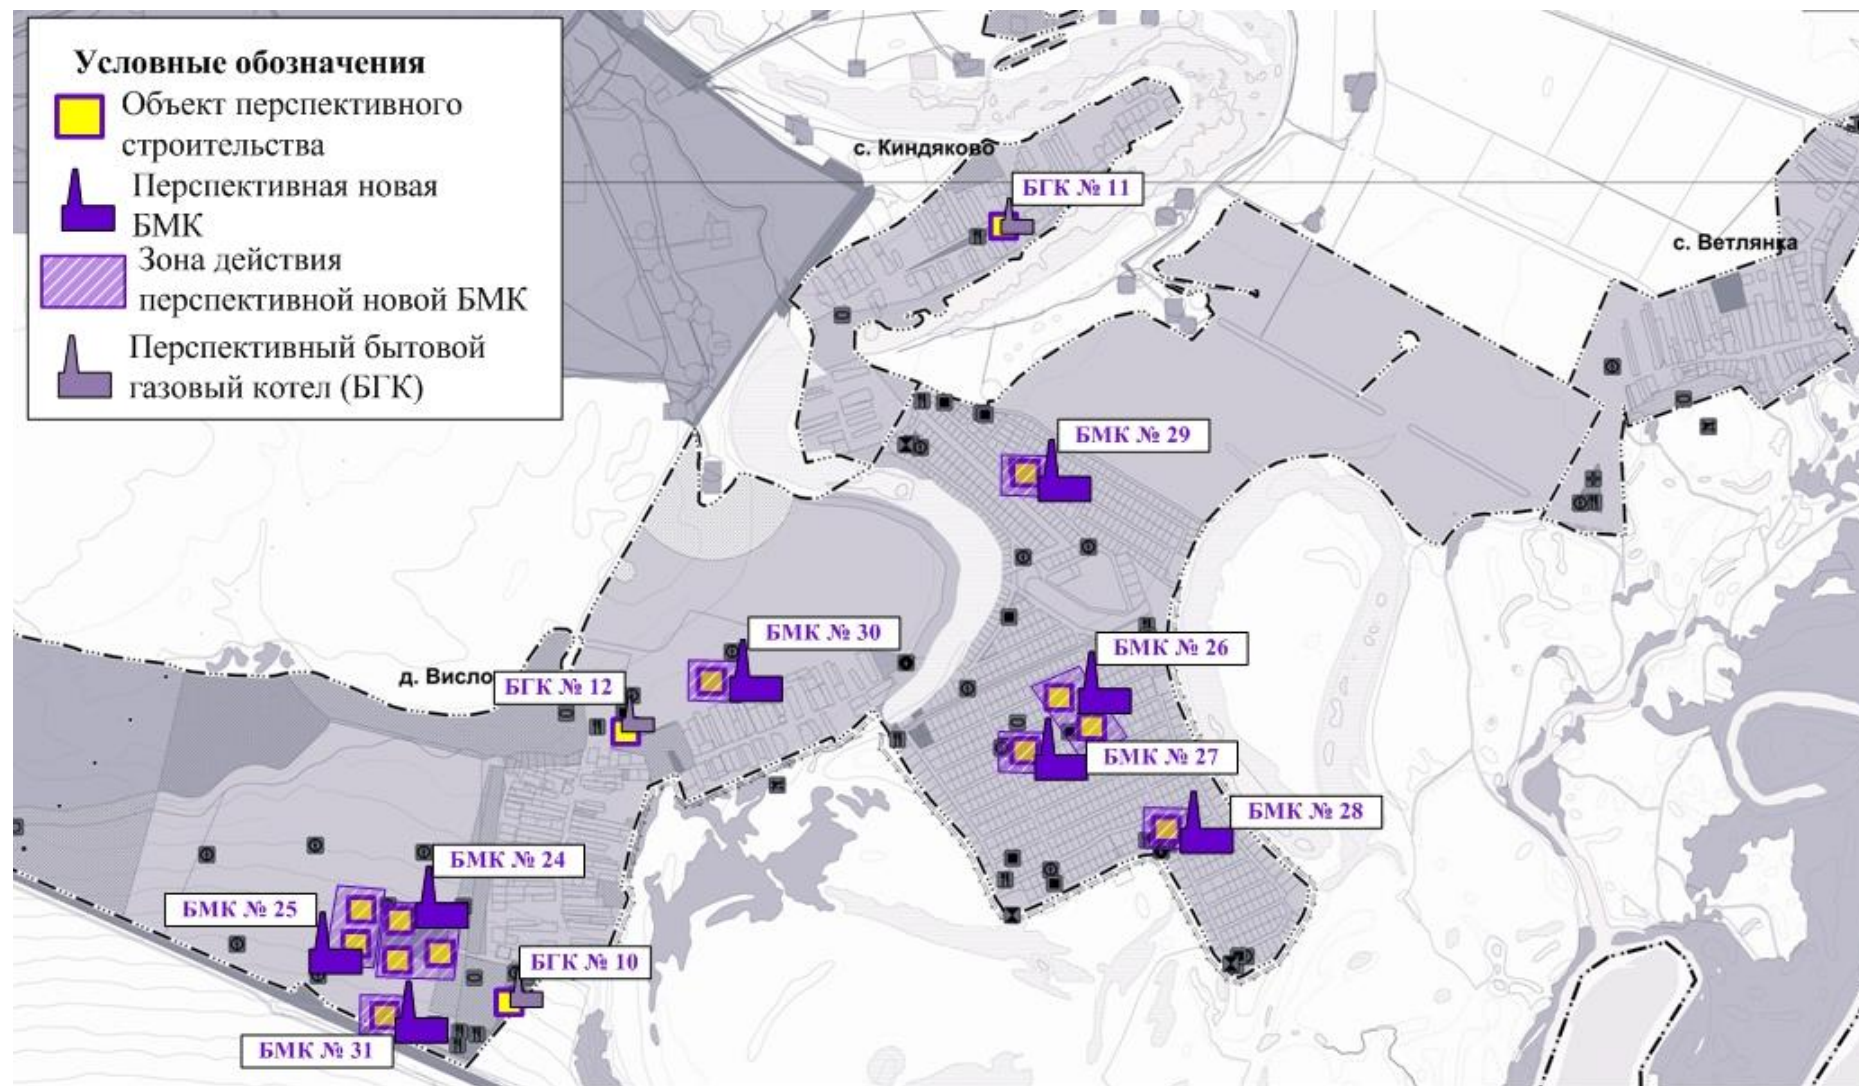 Условные обозначения
Объект перспективного
строительства
Перспективная новая
БМК
Зона действия
перспективной новой БМК
Перспективный бытовой
газовый котел (БГК)
с. Киндяково
БГК № 11
с. Ветлянка
БМК № 29
БМК № 30
БМК № 26
д. Висло
БГК № 12
БМК № 27
БМК № 28
БМК № 24
БМК № 25
БГК № 10
БМК № 31